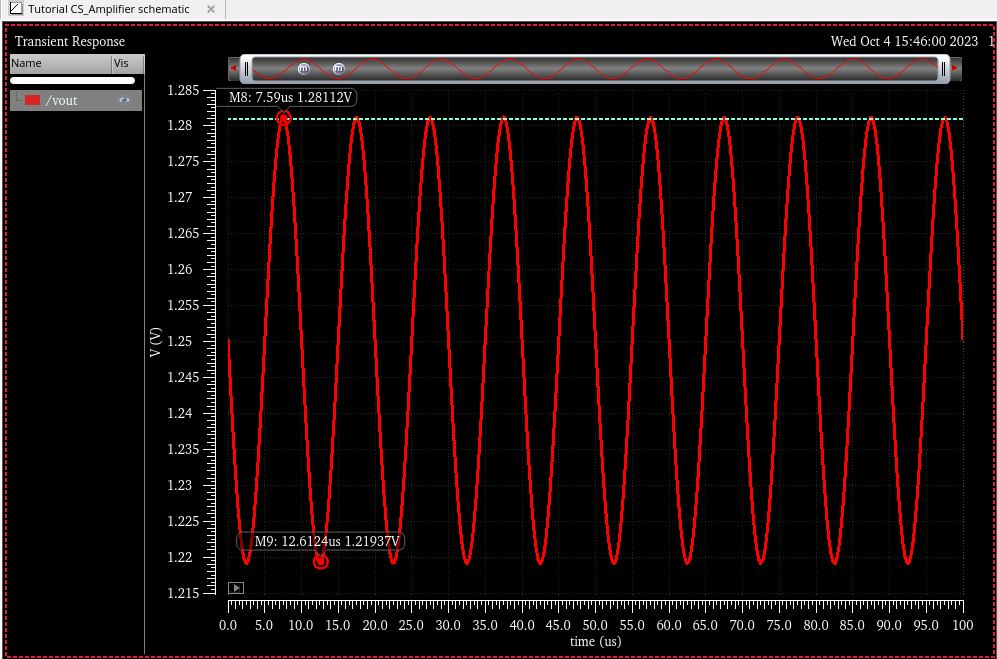 Tutorial CS_Amplifier schematic
Transient Response
Wed Oct 4 15:46:00 2023 1
Name Vis
/vout
M8: 7.59us 1.28112V
1.285
1.28
1.275
1.27
1.265
1.26
1.255
1.25
1.245
1.24
1.235
1.23
1.225
1.22
1.215
V (V)
M9: 12.6124us 1.21937V
0.0 5.0 10.0 15.0 20.0 25.0 30.0 35.0 40.0 45.0 50.0 55.0 60.0 65.0 70.0 75.0 80.0 85.0 90.0 95.0 100
time (us)